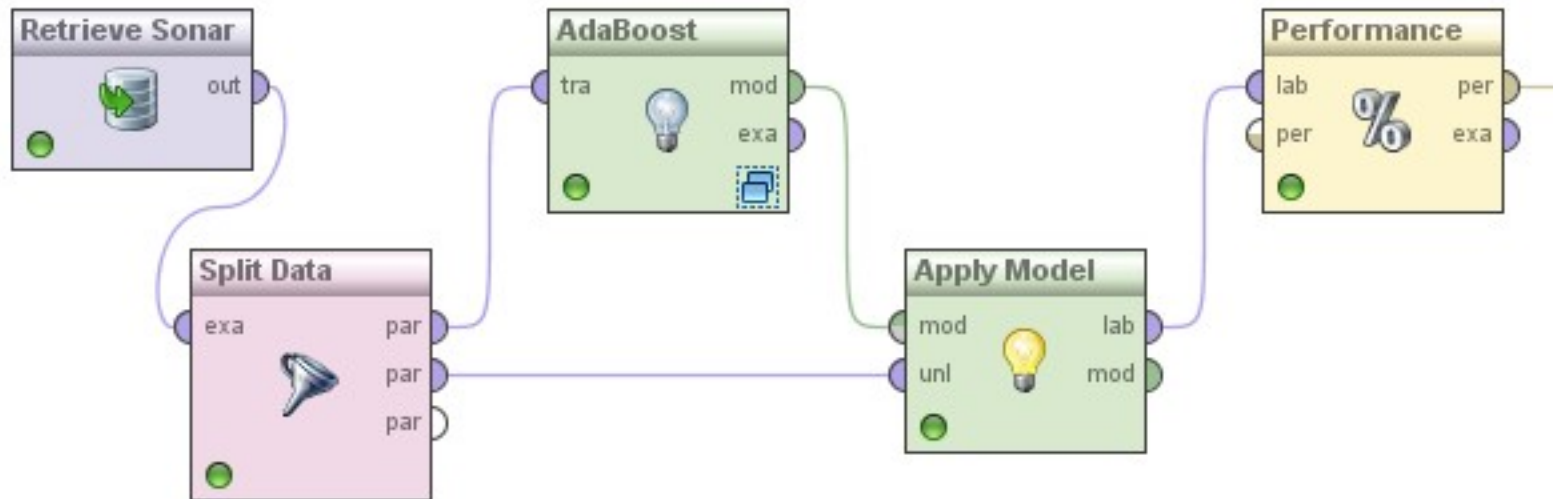 Retrieve Sonar
out
Split Data
exa
par
par
par
AdaBoost
tra
mod
exa
Apply Model
mod
lab
unl
mod
Performance
lab
per
per
%
exa